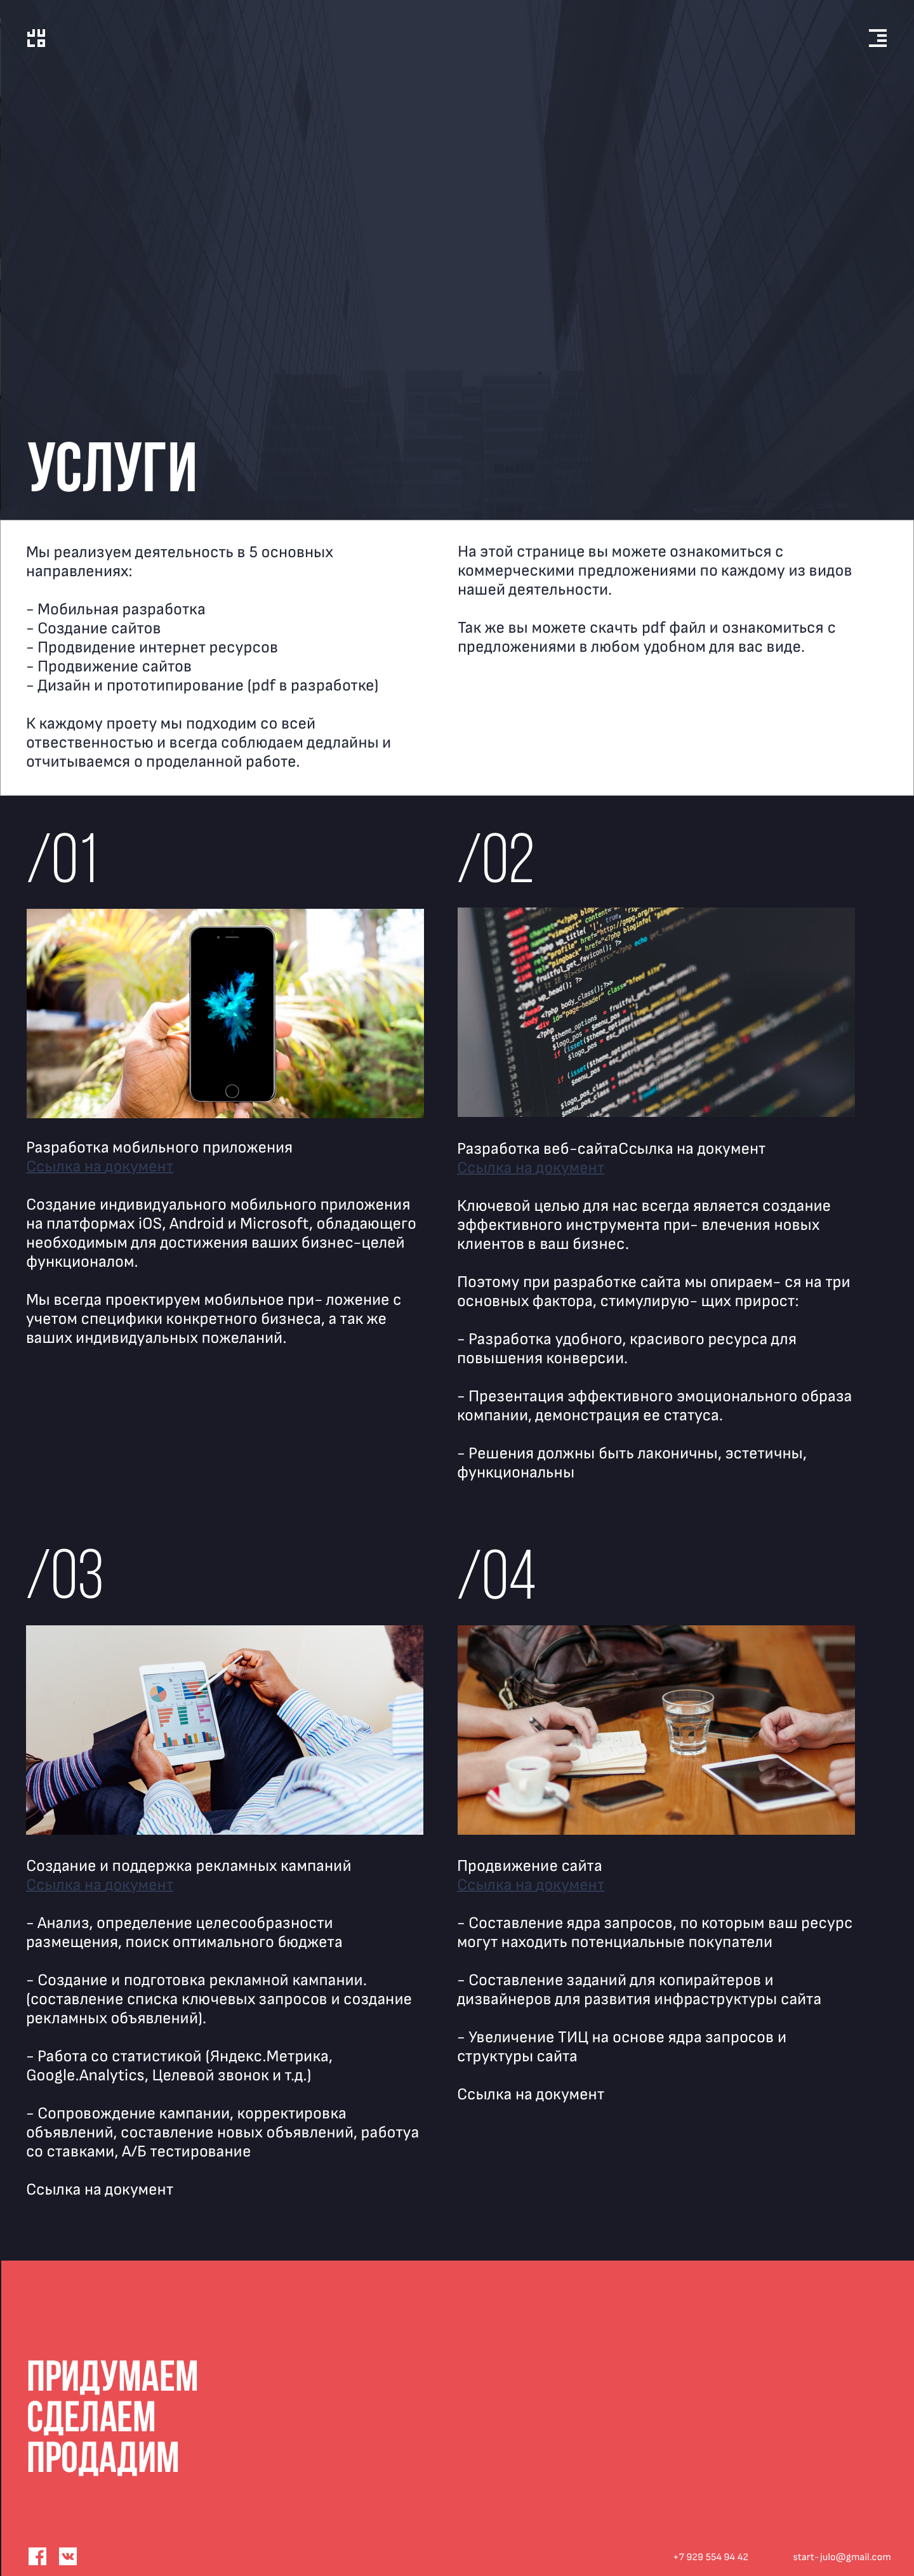 JULO
УСЛУГИ
Мы реализуем деятельность в 5 основных
направлениях:
- Мобильная разработка
- Создание сайтов
- Продвидение интернет ресурсов
- Продвижение сайтов
- Дизайн и прототипирование (pdf в разработке)
К каждому проету мы подходим со всей
отвественностью и всегда соблюдаем дедлайны и
отчитываемся о проделанной работе.
На этой странице вы можете ознакомиться с
коммерческими предложениями по каждому из видов
нашей деятельности.
Так же вы можете скачть pdf файл и ознакомиться с
предложениями в любом удобном для вас виде.
/01
Разработка мобильного приложения
Ссылка на документ
Создание индивидуального мобильного приложения
на платформах iOS, Android и Microsoft, обладающего
необходимым для достижения ваших бизнес-целей
функционалом.
Мы всегда проектируем мобильное при- ложение с
учетом специфики конкретного бизнеса, а так же
ваших индивидуальных пожеланий.
/02
Разработка веб-сайтаСсылка на документ
Ссылка на документ
Ключевой целью для нас всегда является создание
эффективного инструмента при- влечения новых
клиентов в ваш бизнес.
Поэтому при разработке сайта мы опираем- ся на три
основных фактора, стимулирую- щих прирост:
- Разработка удобного, красивого ресурса для
повышения конверсии.
- Презентация эффективного эмоционального образа
компании, демонстрация ее статуса.
- Решения должны быть лаконичны, эстетичны,
функциональны
/03
Создание и поддержка рекламных кампаний
Ссылка на документ
- Анализ, определение целесообразности
размещения, поиск оптимального бюджета
- Создание и подготовка рекламной кампании.
(составление списка ключевых запросов и создание
рекламных объявлений).
- Работа со статистикой (Яндекс.Метрика,
Google.Analytics, Целевой звонок и т.д.)
- Сопровождение кампании, корректировка
объявлений, составление новых объявлений, работуа
со ставками, А/Б тестирование
Ссылка на документ
/04
Продвижение сайта
Ссылка на документ
- Составление ядра запросов, по которым ваш ресурс
могут находить потенциальные покупатели
- Составление заданий для копирайтеров и
дизвайнеров для развития инфраструктуры сайта
- Увеличение ТИЦ на основе ядра запросов и
структуры сайта
Ссылка на документ
ПРИДУМАЕМ
СДЕЛАЕМ
ПРОДАДИМ
+7 929 554 94 42
start-julo@gmail.com